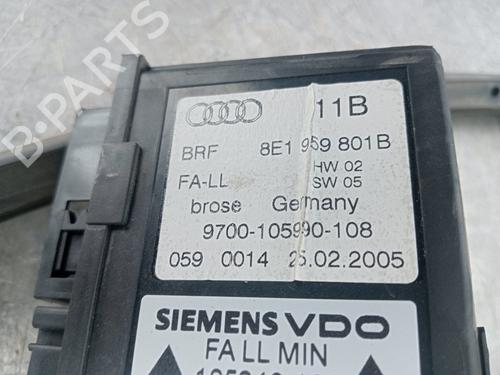 B-PARTS
11B
BRF 8E1 959 801B
FA-LL HW 02
SW 05
brose Germany
9700-105990-108
059 0014 25.02.2005
SIEMENS VDO
FA LL MIN